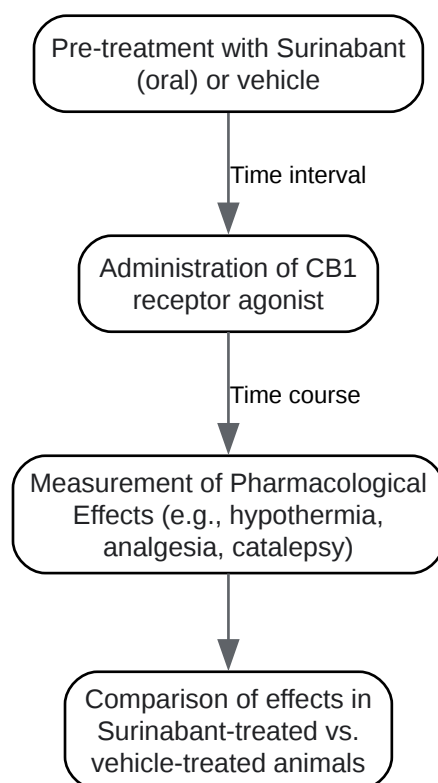 Pre-treatment with Surinabant
(oral) or vehicle
Time interval
Administration of CB1
receptor agonist
Time course
Measurement of Pharmacological
Effects (e.g., hypothermia,
analgesia, catalepsy)
Comparison of effects in
Surinabant-treated vs.
vehicle-treated animals